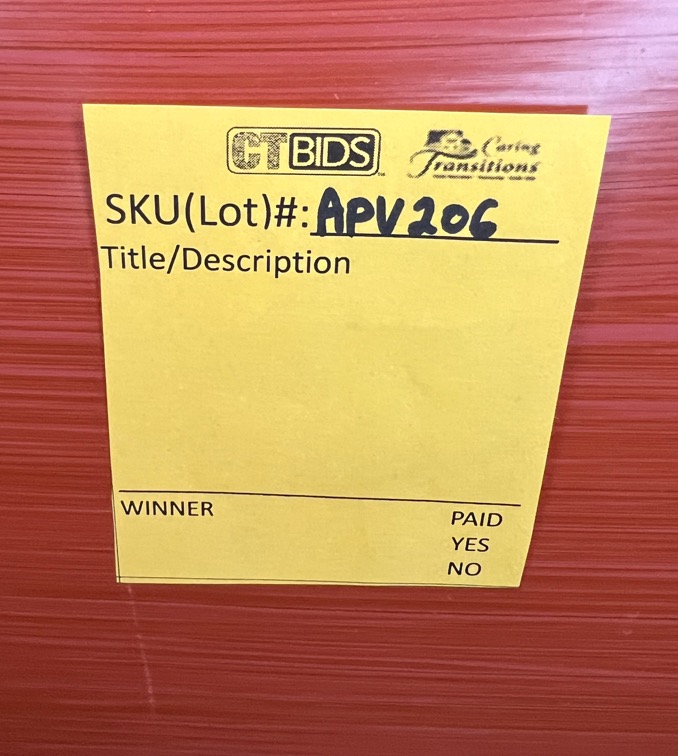 CTBIDS Caring Transitions
SKU(Lot)#: APV206
Title/Description
WINNER PAID
YES
NO